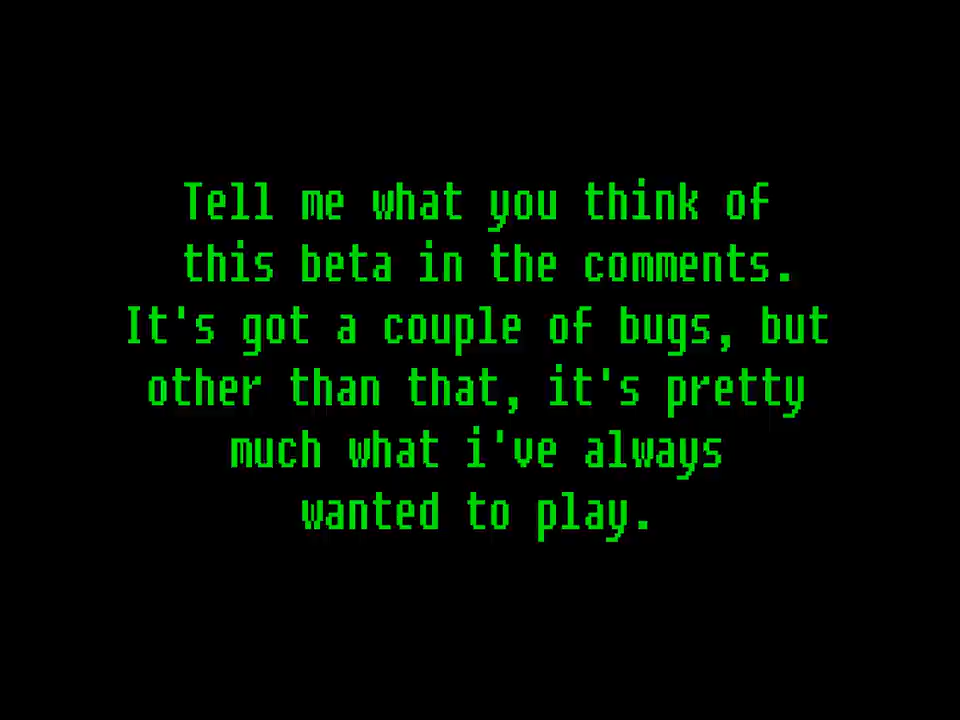 Tell me what you think of
this beta in the comments.
It's got a couple of bugs, but
other than that, it's pretty
much what i've always
wanted to play.